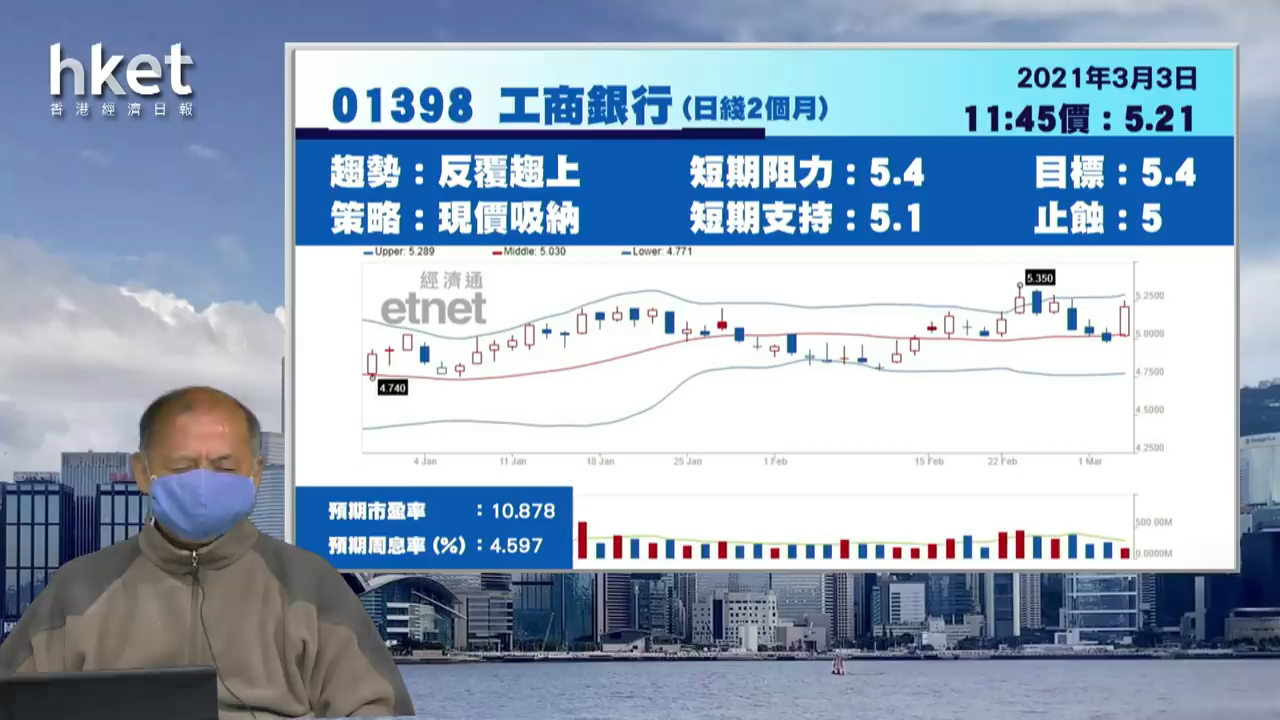 hket
香港經濟日報
01398 工商銀行 (日綫2個月)
2021年3月3日
11:45價：5.21
趨勢：反覆趨上 短期阻力：5.4 目標：5.4
策略：現價吸納 短期支持：5.1 止蝕：5
Upper: 5.289 Middle: 5.030 Lower: 4.771
經濟通
etnet
5.350
4.740
5.2500
5.0000
4.7500
4.5000
4.2500
4 Jan 11 Jan 18 Jan 25 Jan 1 Feb 15 Feb 22 Feb 1 Mar
預期市盈率 ：10.878
預期周息率 (%)：4.597
500.00M
0.0000M